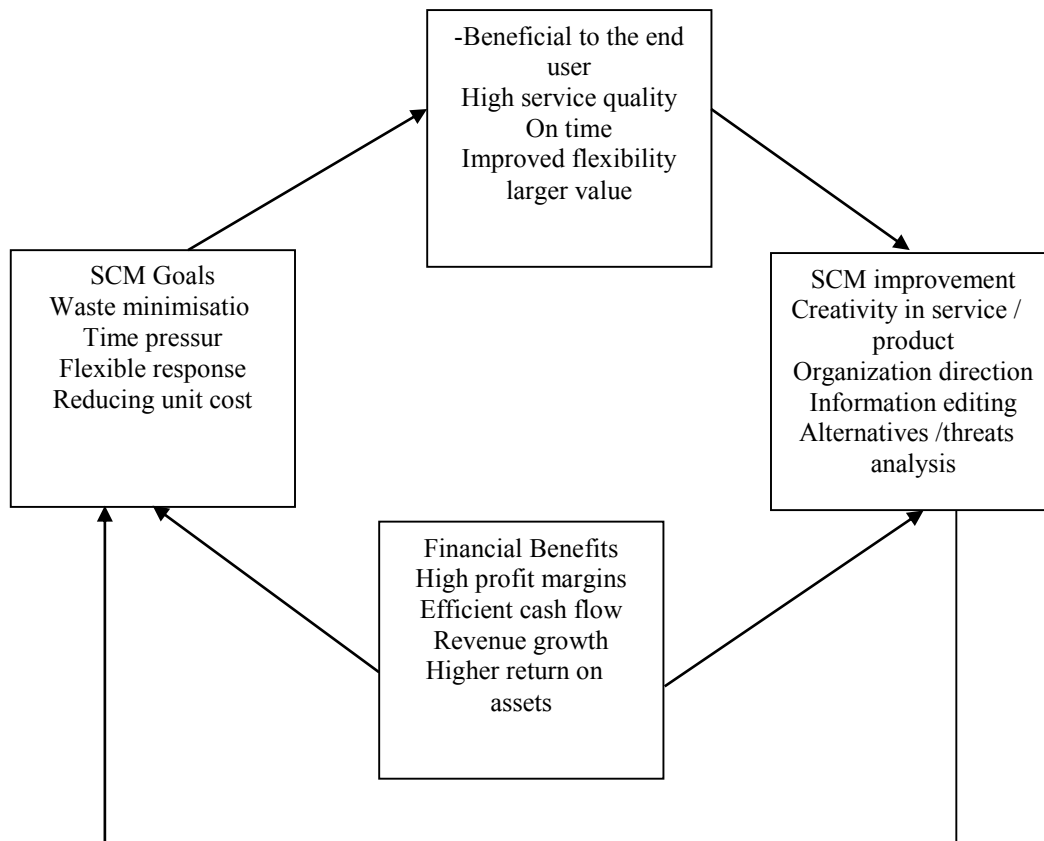 -Beneficial to the end
user
High service quality
On time
Improved flexibility
larger value
SCM Goals
Waste minimisatio
Time pressur
Flexible response
Reducing unit cost
SCM improvement
Creativity in service /
product
Organization direction
Information editing
Alternatives /threats
analysis
Financial Benefits
High profit margins
Efficient cash flow
Revenue growth
Higher return on
assets